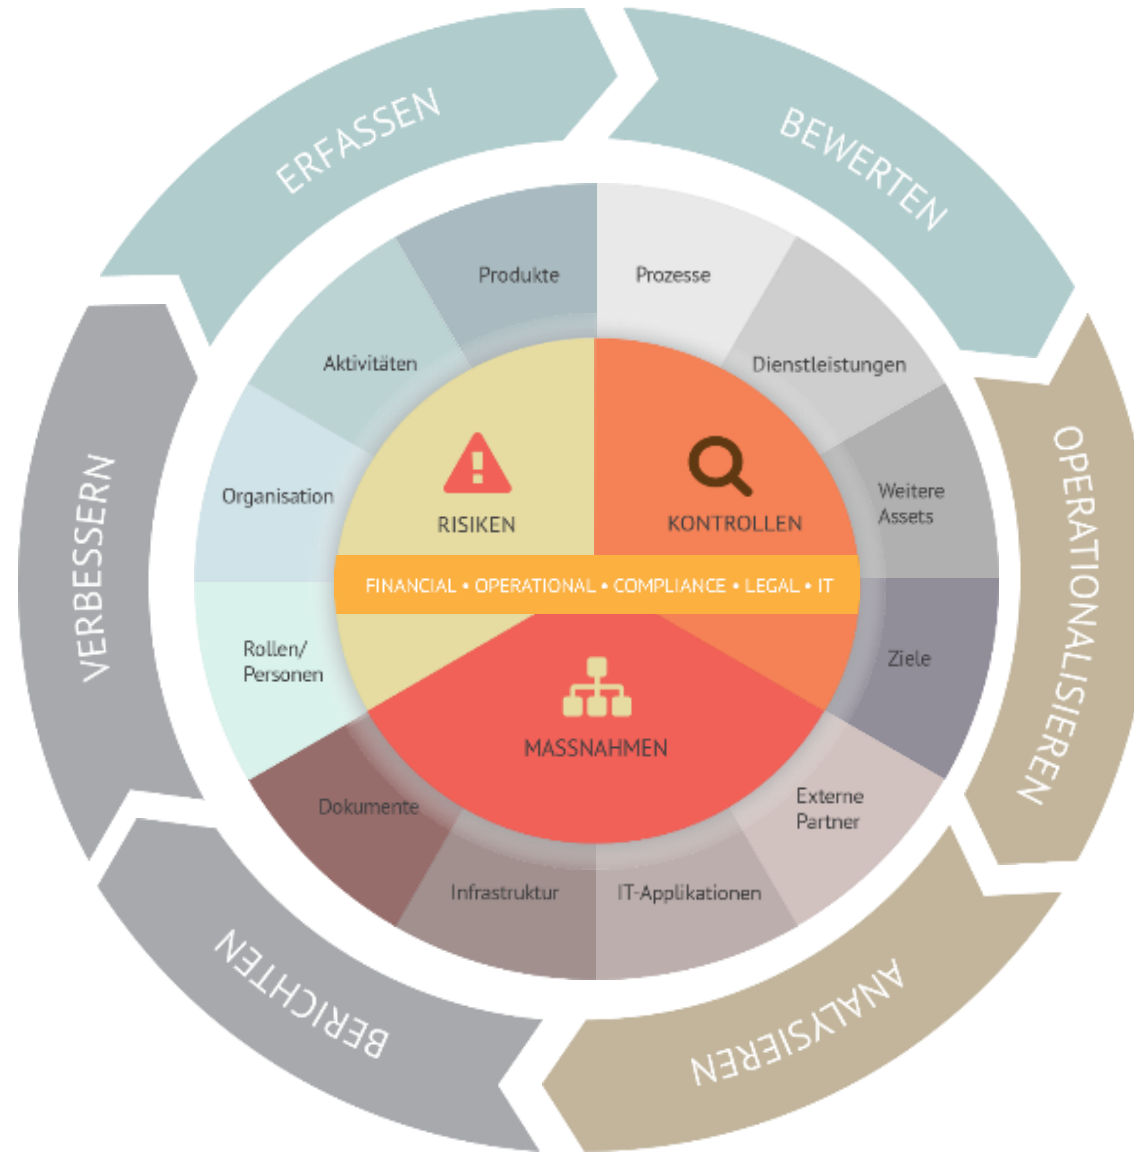 ERFASSEN
BEWERTEN
OPERATIONALISIEREN
ANALYSIEREN
BERICHTEN
VERBESSERN
Produkte
Prozesse
Dienstleistungen
Weitere
Assets
Ziele
Externe
Partner
IT-Applikationen
Infrastruktur
Dokumente
Rollen/
Personen
Organisation
Aktivitäten
RISIKEN
KONTROLLEN
FINANCIAL • OPERATIONAL • COMPLIANCE • LEGAL • IT
MASSNAHMEN